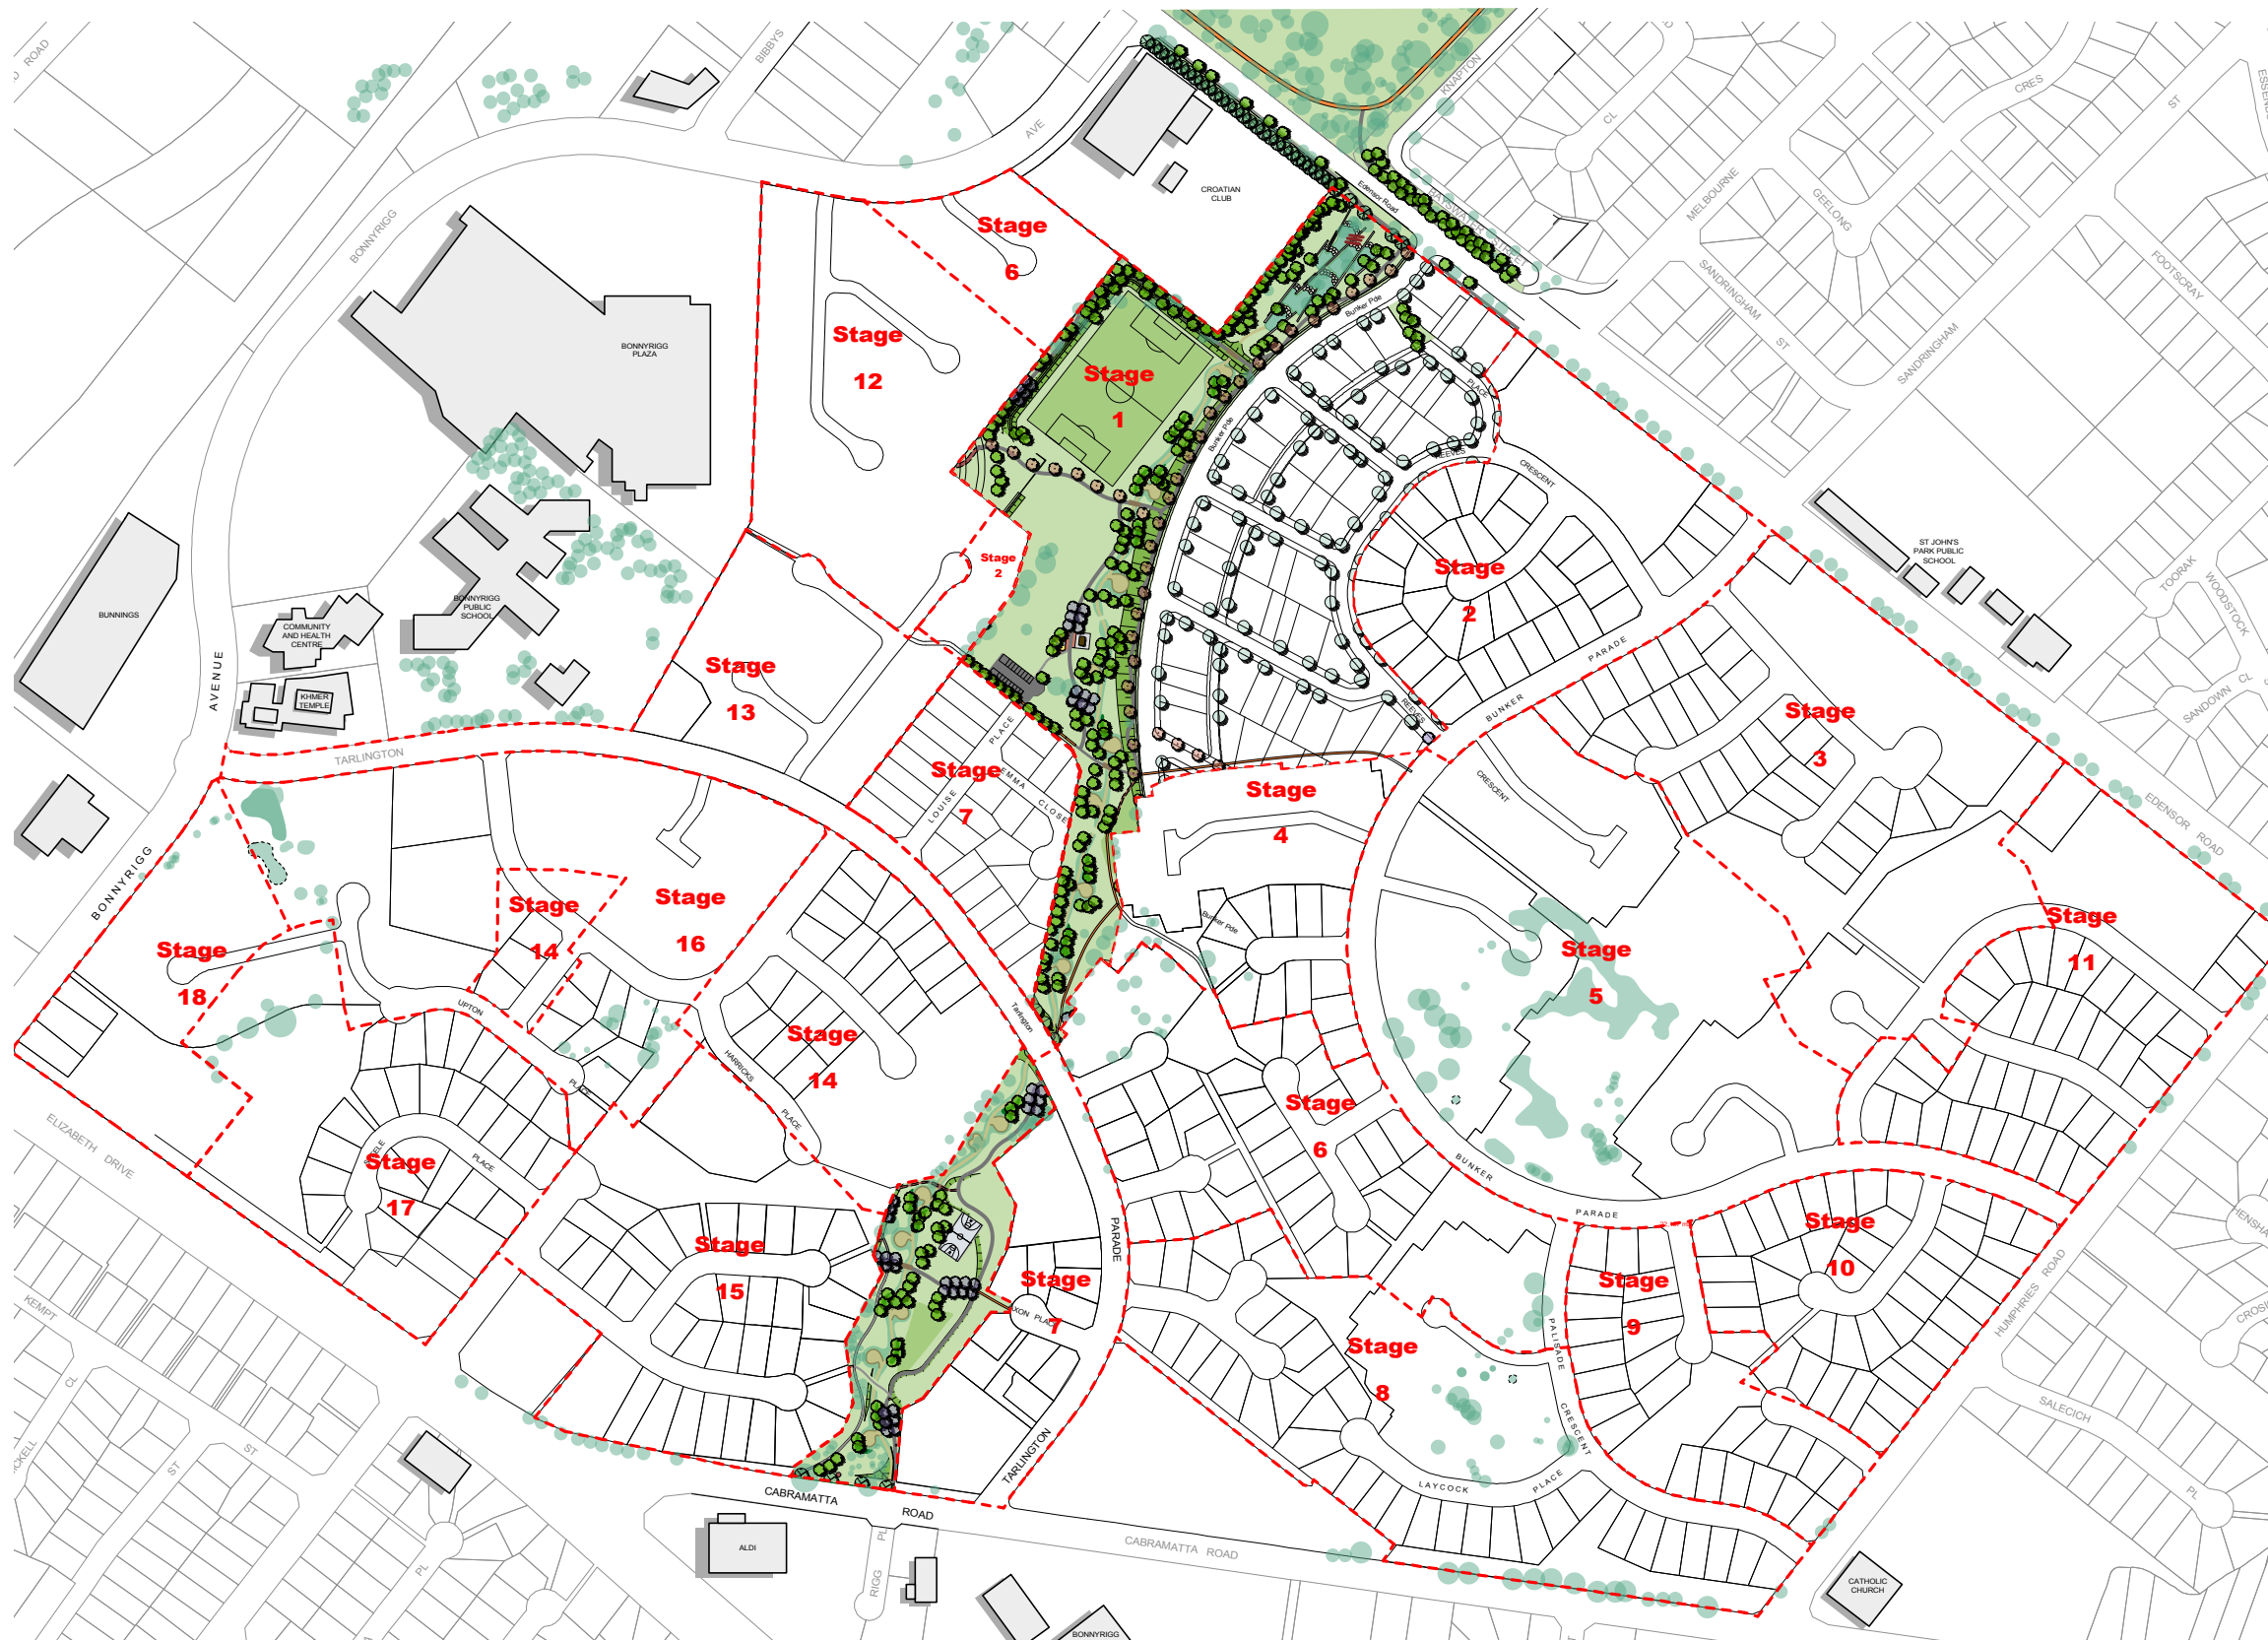 ROAD
BIBBYS
AVE
CROATIAN
CLUB
Edensor Road
KNAPTON
CL
CRES
ST
BAYSWATER STREET
MELBOURNE
GEELONG
FOOTSCRAY
SANDRINGHAM
ST
SANDRINGHAM
BONNYRIGG
Stage
6
Bunker Pde
Stage
12
BONNYRIGG
PLAZA
Stage
1
PLACE
Bunker Pde
REEVES
CRESCENT
ST JOHN'S
PARK PUBLIC
SCHOOL
TOORAK
WOODSTOCK
SANDOWN CL
Stage
2
Stage
2
BUNNINGS
BONNYRIGG
PUBLIC
SCHOOL
COMMUNITY
AND HEALTH
CENTRE
KHMER
TEMPLE
AVENUE
BUNKER
PARADE
Stage
13
PLACE
REEVES
Stage
3
TARLINGTON
Stage
7
LOUISE
EMMA CLOSE
Stage
4
CRESCENT
EDENSOR ROAD
BONNYRIGG
Stage
14
Stage
16
Bunker Pde
Stage
11
Stage
18
Stage
5
UPTON
PLACE
Tarlington
Stage
14
HARRICKS
PLACE
ELIZABETH DRIVE
PLACE
Stage
17
Stage
6
BUNKER
PARADE
PARADE
Stage
10
Stage
15
Stage
7
Stage
9
HUMPHRIES ROAD
KEMPT
CL
ST
ST
PL
Stage
8
PALISADE
CRESCENT
SALECICH
PL
TARLINGTON
LAYCOCK
PLACE
CABRAMATTA
ROAD
CABRAMATTA ROAD
ALDI
RIGG
PL
CATHOLIC
CHURCH
BONNYRIGG